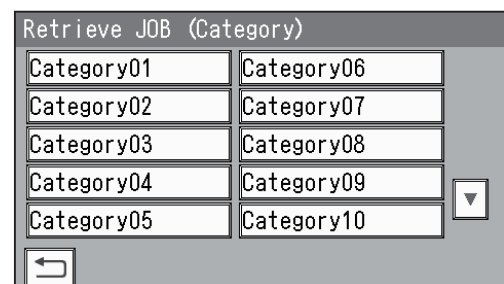 Retrieve JOB (Category)
Category01
Category06
Category02
Category07
Category03
Category08
Category04
Category09
Category05
Category10